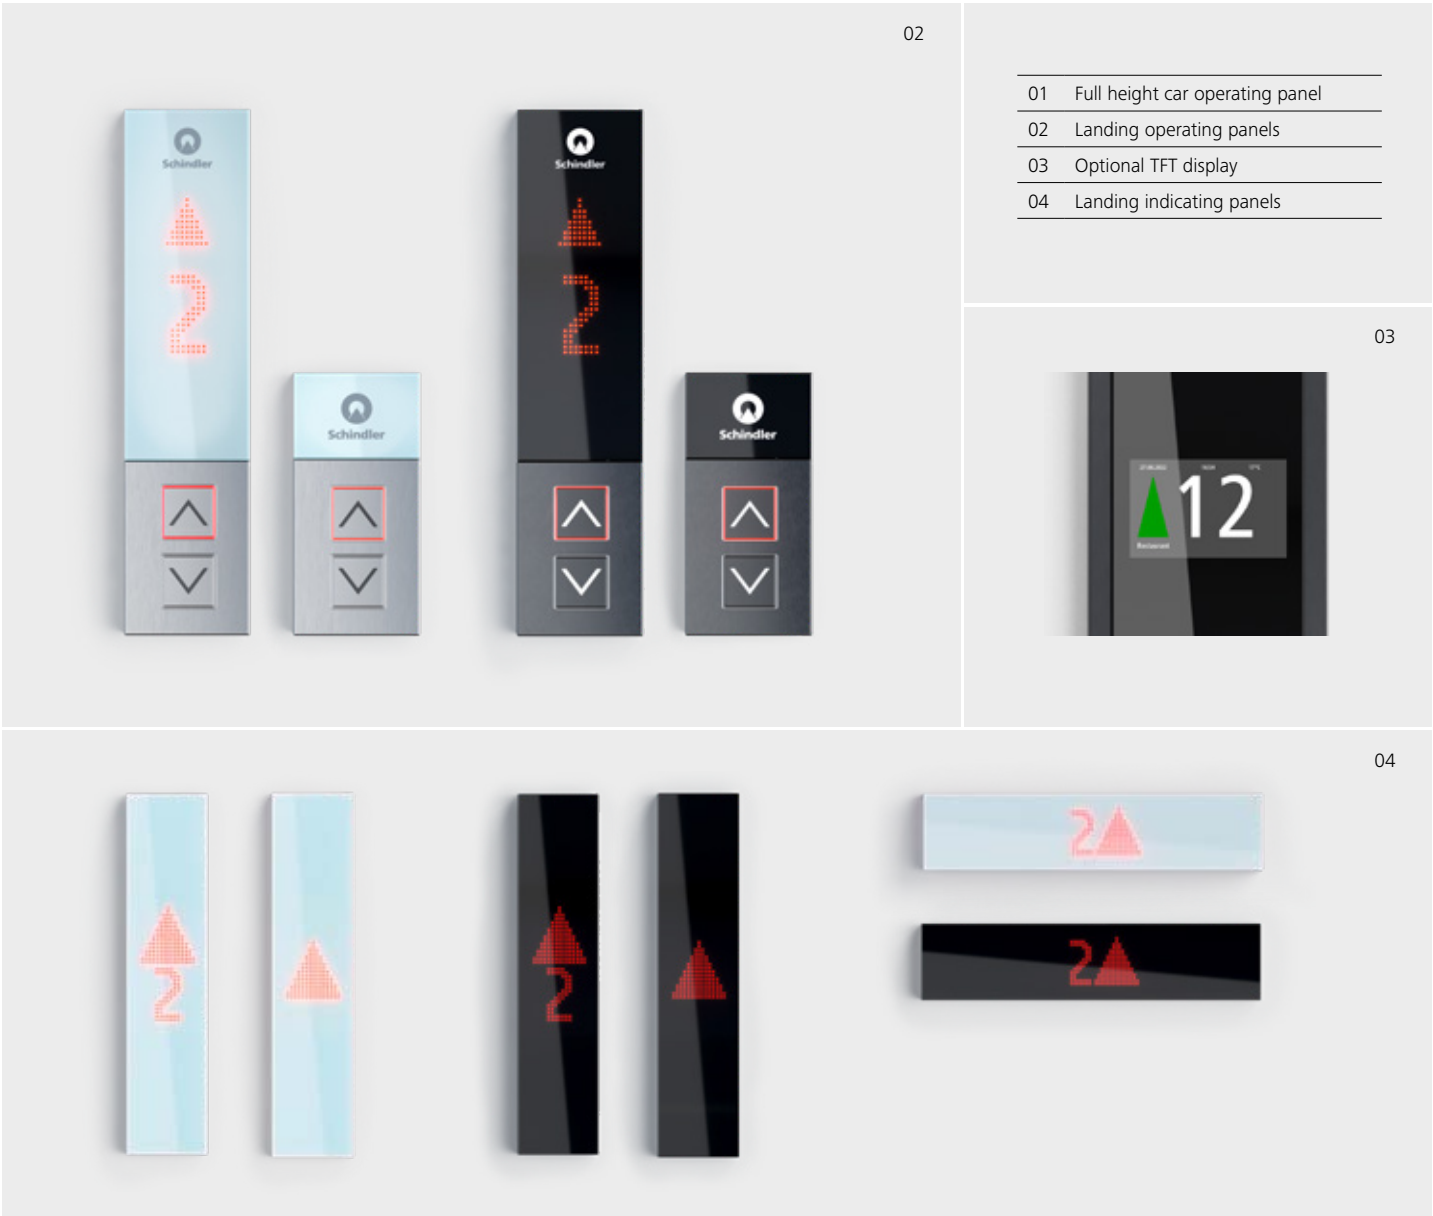 02
Schindler
2
Schindler
Schindler
2
Schindler
01 Full height car operating panel
02 Landing operating panels
03 Optional TFT display
04 Landing indicating panels
03
12
Restaurant
04
2
2
2
2